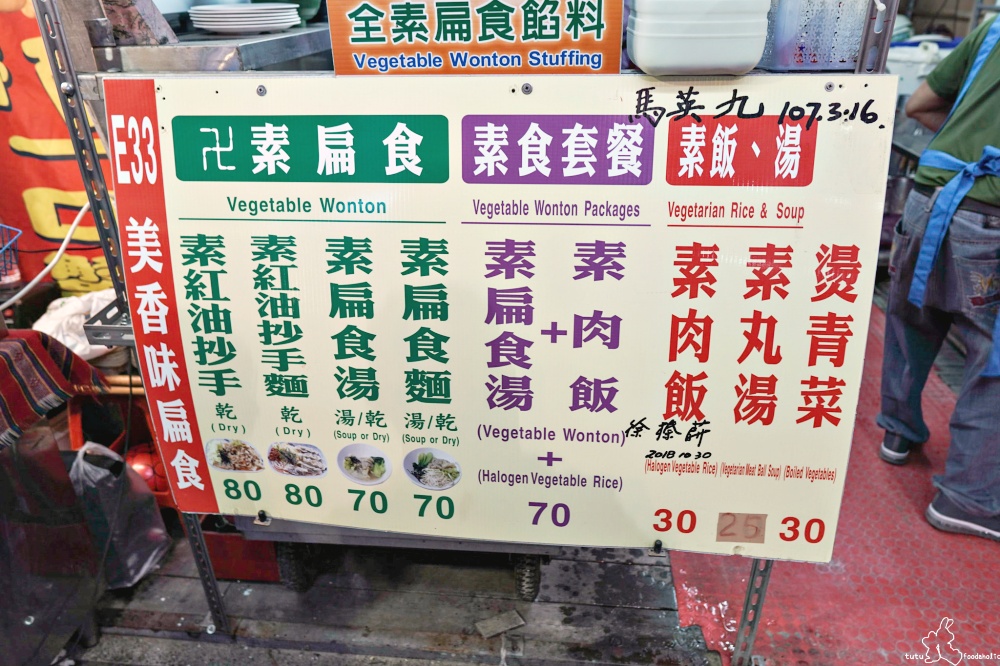 全素扁食餡料
Vegetable Wonton Stuffing
E33 美香味扁食
馬英九 107.3.16.
卍素扁食
Vegetable Wonton
素紅油抄手
乾
(Dry)
80
素紅油抄手麵
乾
(Dry)
80
素扁食湯
湯/乾
(Soup or Dry)
70
素扁食麵
湯/乾
(Soup or Dry)
70
素食套餐
Vegetable Wonton Packages
素扁食湯+素肉飯
(Vegetable Wonton)
+
(Halogen Vegetable Rice)
70
素飯、湯
Vegetarian Rice & Soup
素肉飯
(Halogen Vegetable Rice)
30
素丸湯
(Vegetarian Meat Ball Soup)
25
燙青菜
(Boiled Vegetables)
30
2018 10.30
tutu foodaholic